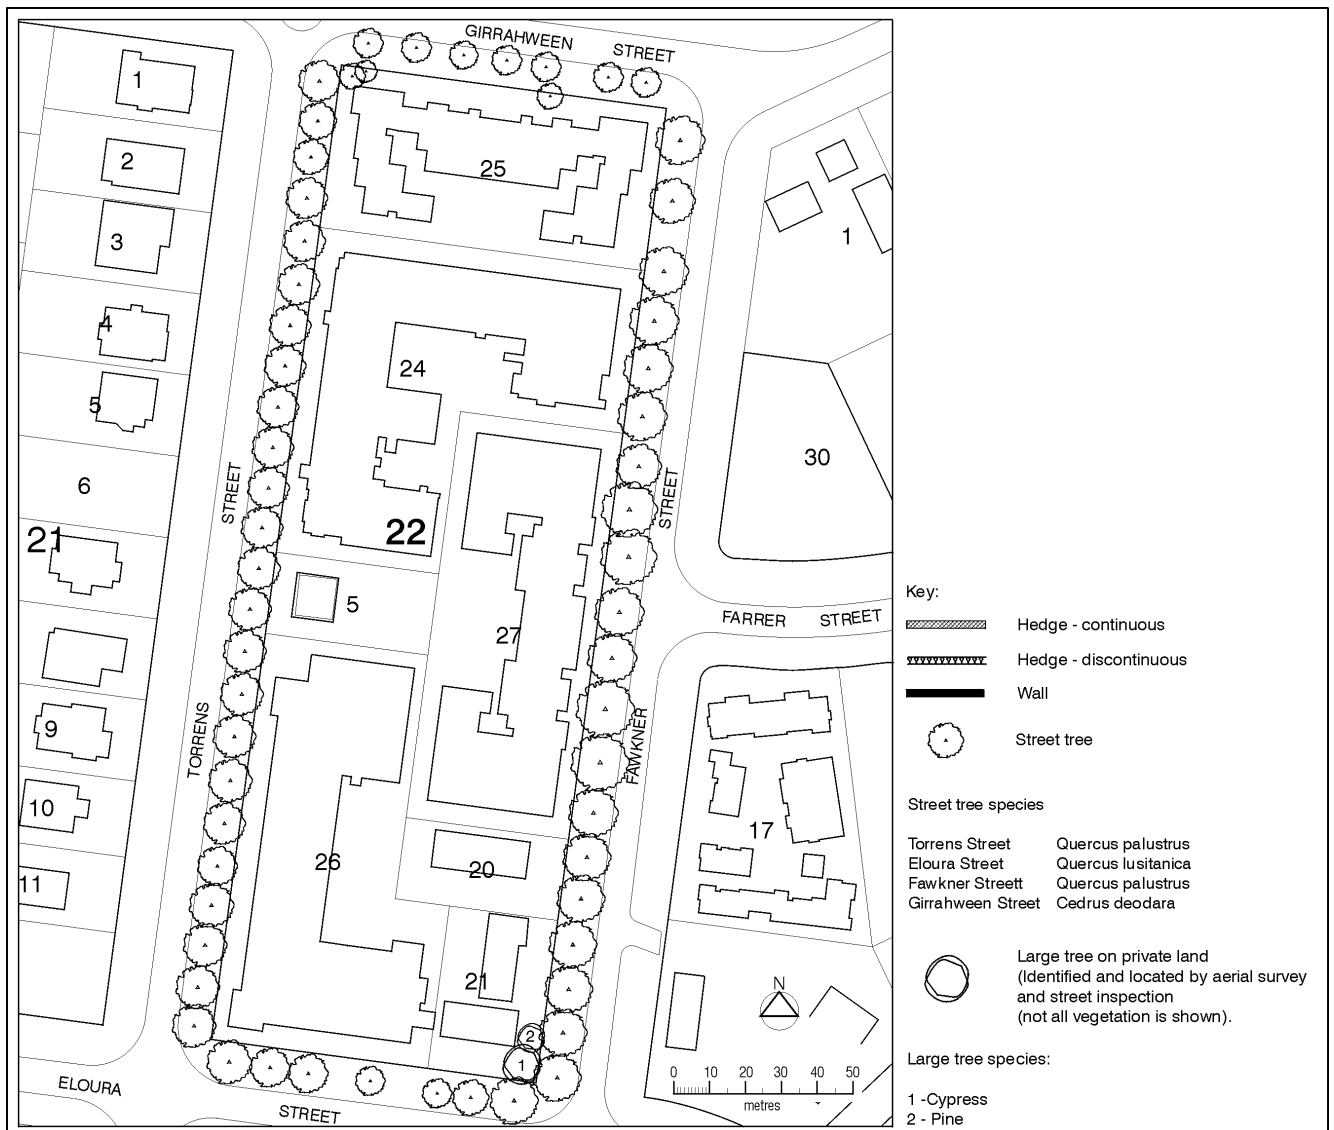 GIRRAHWEEN STREET
1
2
25
3
1
4
24
5
30
6
STREET
STREET
22
21
5
FARRER STREET
27
Key:
Hedge - continuous
Hedge - discontinuous
Wall
Street tree
TORRENS
FAWKNER
9
10
17
26
20
11
21
Street tree species
Torrens Street Quercus palustrus
Eloura Street Quercus lusitanica
Fawkner Streett Quercus palustrus
Girrahween Street Cedrus deodara
Large tree on private land
(Identified and located by aerial survey
and street inspection
(not all vegetation is shown).
N
2
1
0 10 20 30 40 50
metres
ELOURA
STREET
Large tree species:
1 -Cypress
2 - Pine